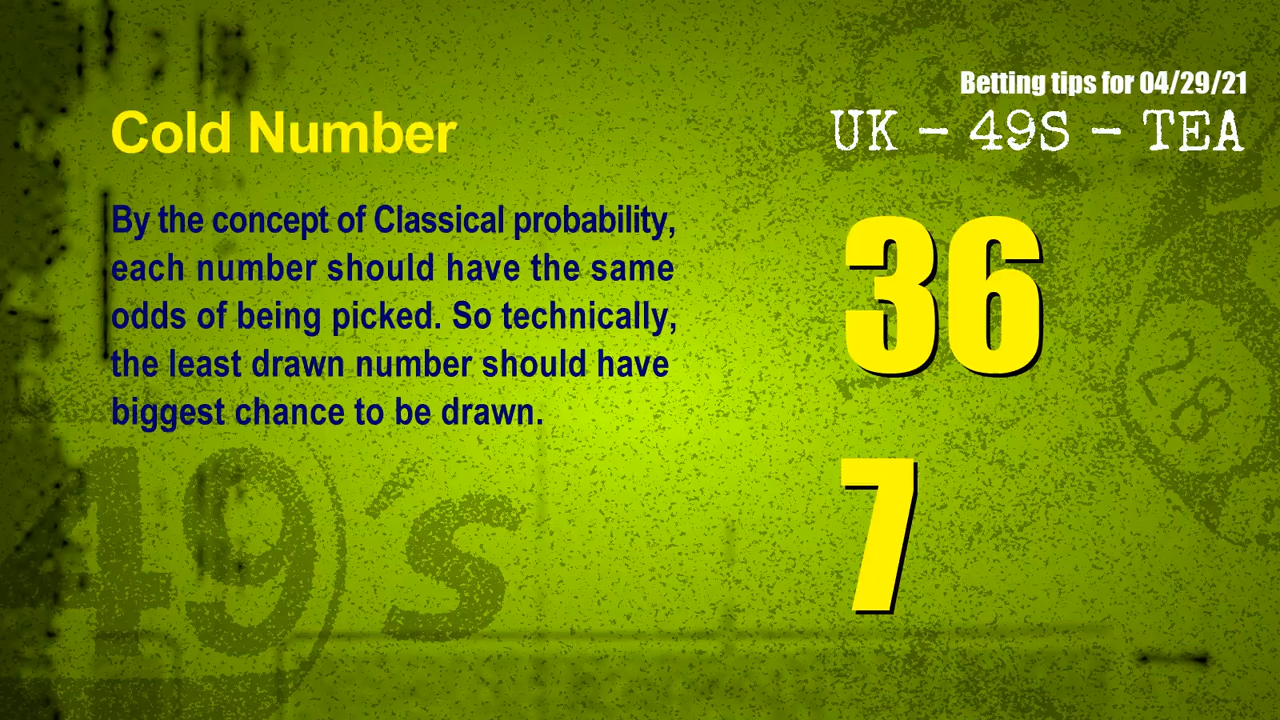 Betting tips for 04/29/21
UK - 49S - TEA
Cold Number
By the concept of Classical probability,
each number should have the same
odds of being picked. So technically,
the least drawn number should have
biggest chance to be drawn.
36
7
28
49's